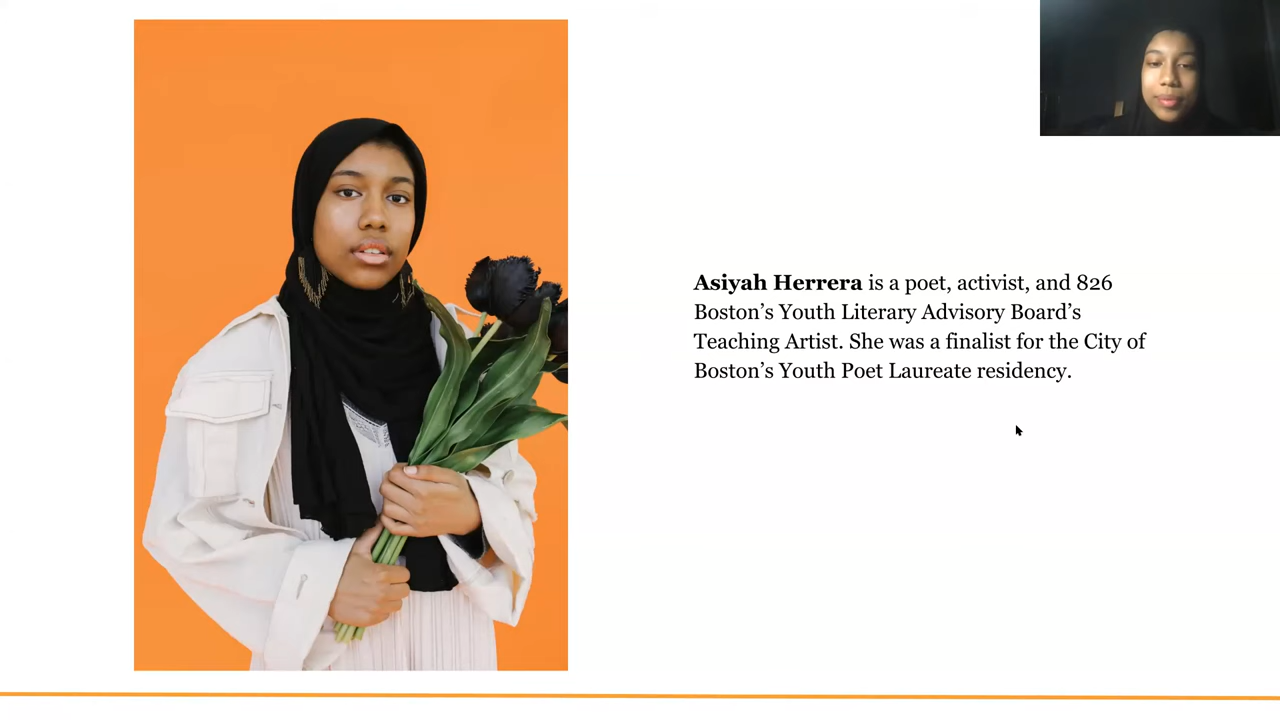 Asiyah Herrera is a poet, activist, and 826
Boston’s Youth Literary Advisory Board’s
Teaching Artist. She was a finalist for the City of
Boston’s Youth Poet Laureate residency.